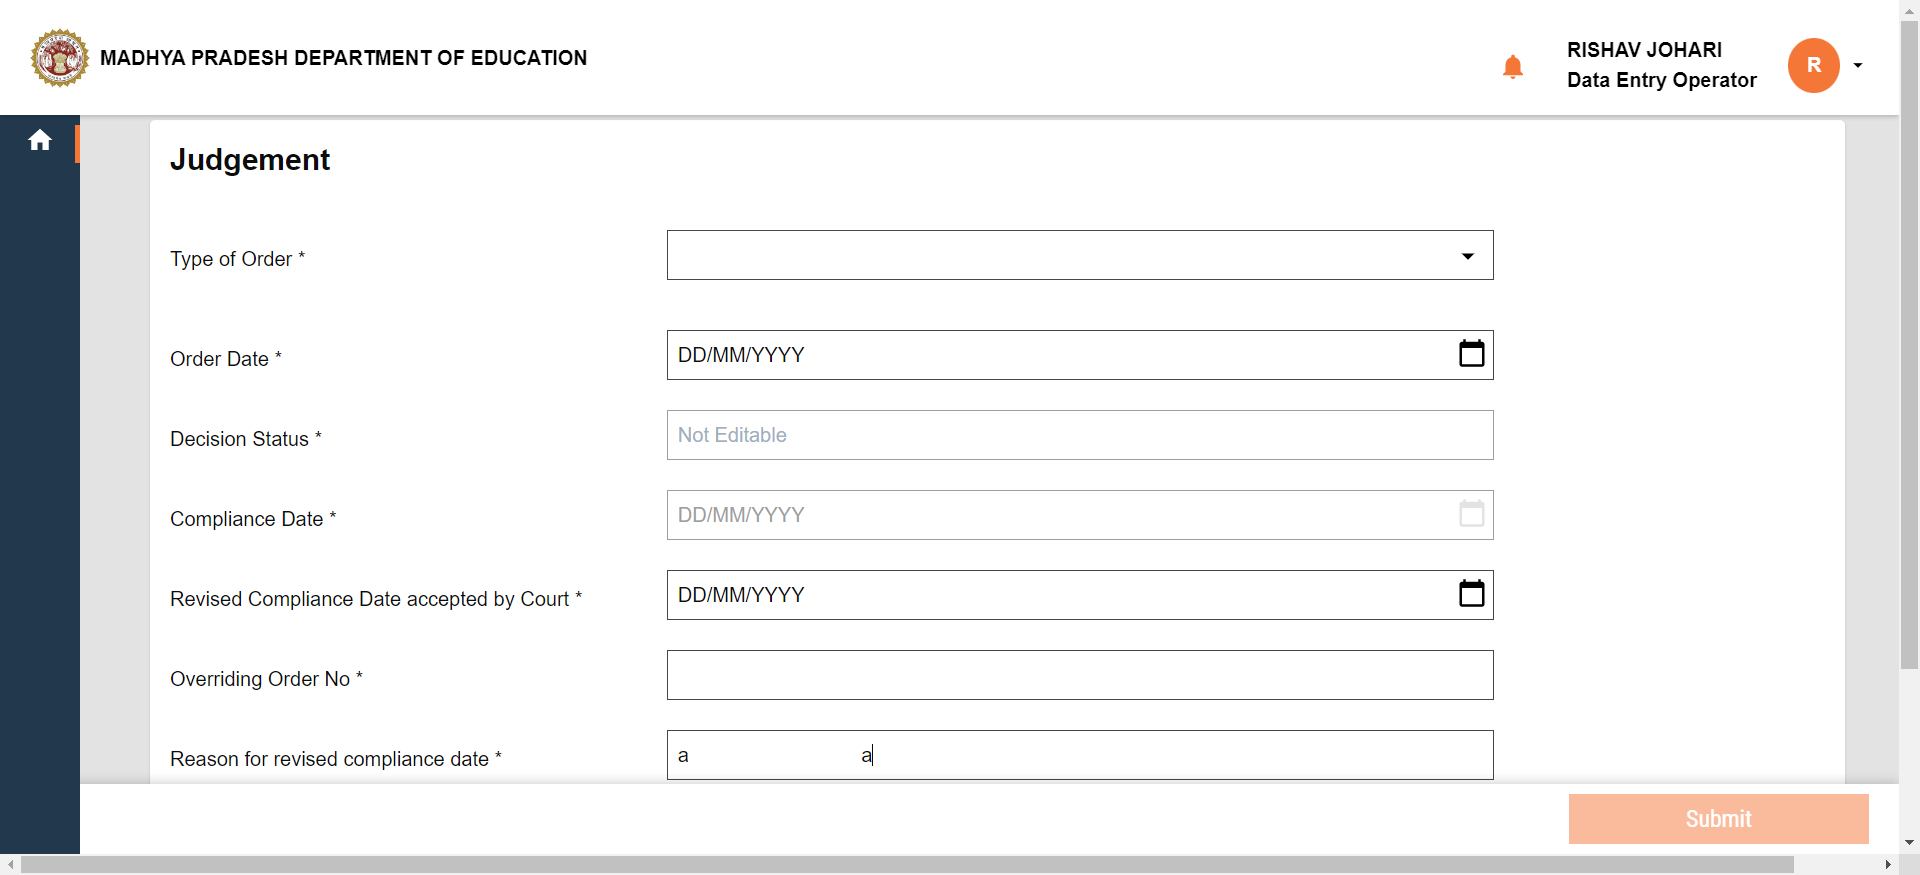 MADHYA PRADESH DEPARTMENT OF EDUCATION
RISHAV JOHARI
Data Entry Operator
R
Judgement
Type of Order *
Order Date *
DD/MM/YYYY
Decision Status *
Not Editable
Compliance Date *
DD/MM/YYYY
Revised Compliance Date accepted by Court *
DD/MM/YYYY
Overriding Order No *
Reason for revised compliance date *
a a
Submit